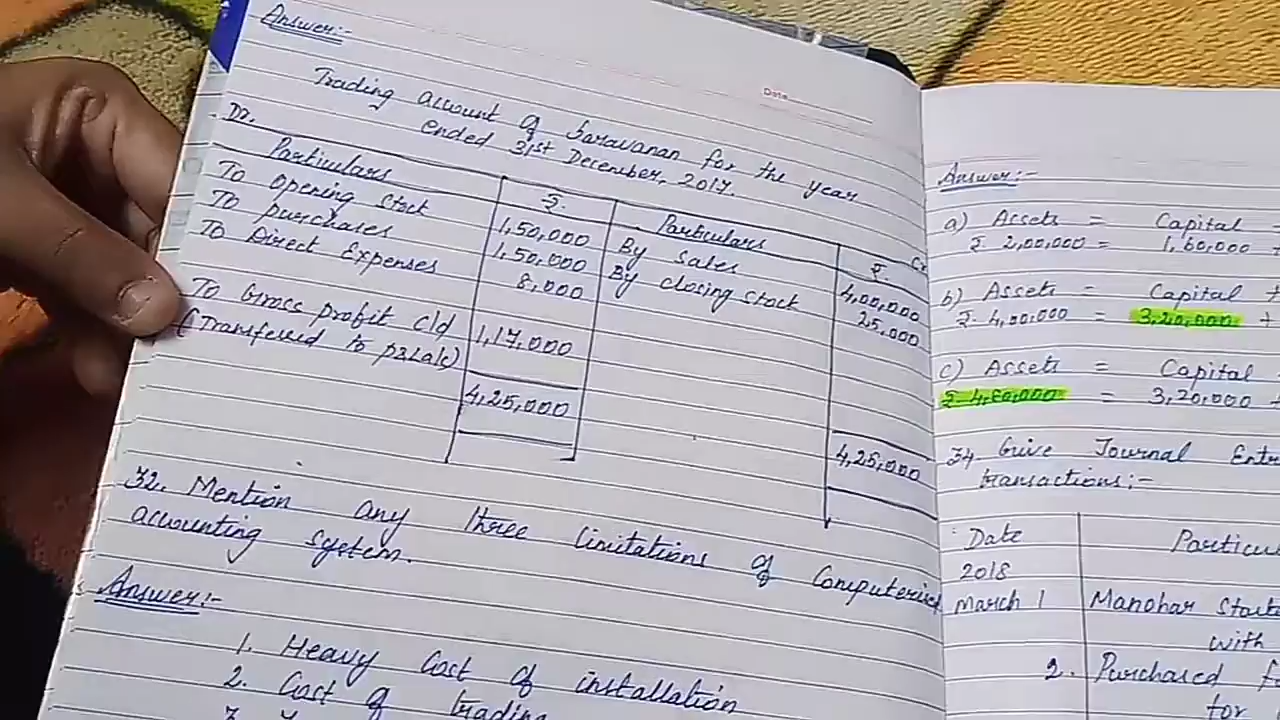 Answer:-
Date
Trading account of Saravanan for the year
ended 31st December, 2017.
Dr.
Cr
Particulars ₹. Particulars ₹.
To Opening Stock 1,50,000 By Sales 4,00,000
To purchases 1,50,000 By closing stock 25,000
To Direct Expenses 8,000
To Gross profit c/d 1,17,000
(Transferred to p&l a/c)
4,25,000 4,25,000
32. Mention any three limitations of Computerised
accounting system.
Answer:-
1. Heavy Cost of installation
2. Cost of trading
3.
Answer:-
a) Assets = Capital
₹ 2,00,000 = 1,60,000 +
b) Assets = Capital +
₹ 4,00,000 = 3,20,000 +
c) Assets = Capital
₹ 4,60,000 = 3,20,000 +
34. Give Journal Entr
transactions:-
Date Particu
2018
March 1 Manohar Starte
with
2. Purchased f
for